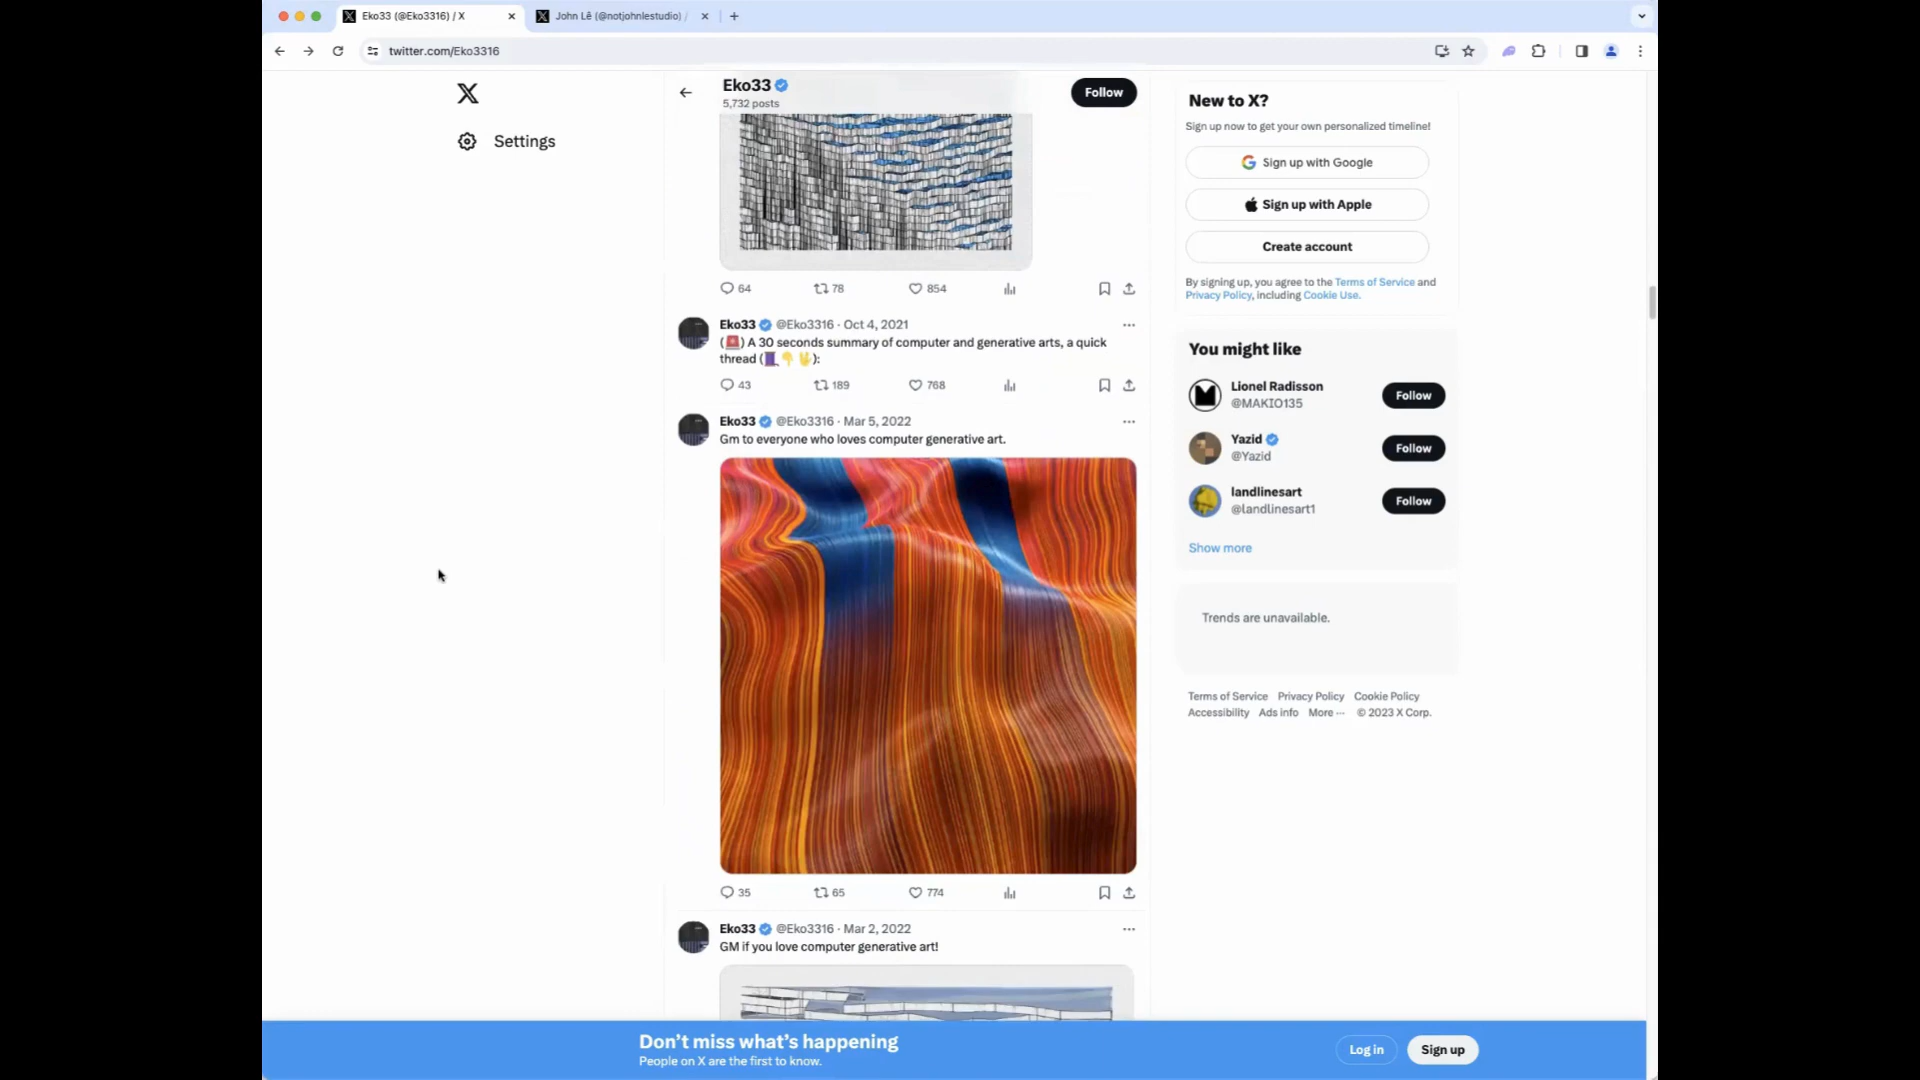 Eko33 (@Eko3316) / X
John Lê (@notjohnlestudio) /
twitter.com/Eko3316
Settings
Eko33
5,732 posts
Follow
64 78 854
Eko33 @Eko3316 · Oct 4, 2021
(🚨) A 30 seconds summary of computer and generative arts, a quick
thread (🧵👇🖖):
43 189 768
Eko33 @Eko3316 · Mar 5, 2022
Gm to everyone who loves computer generative art.
35 65 774
Eko33 @Eko3316 · Mar 2, 2022
GM if you love computer generative art!
New to X?
Sign up now to get your own personalized timeline!
Sign up with Google
Sign up with Apple
Create account
By signing up, you agree to the Terms of Service and
Privacy Policy, including Cookie Use.
You might like
Lionel Radisson
@MAKIO135
Follow
Yazid
@Yazid
Follow
landlinesart
@landlinesart1
Follow
Show more
Trends are unavailable.
Terms of Service Privacy Policy Cookie Policy
Accessibility Ads info More ··· © 2023 X Corp.
Don't miss what's happening
People on X are the first to know.
Log in
Sign up